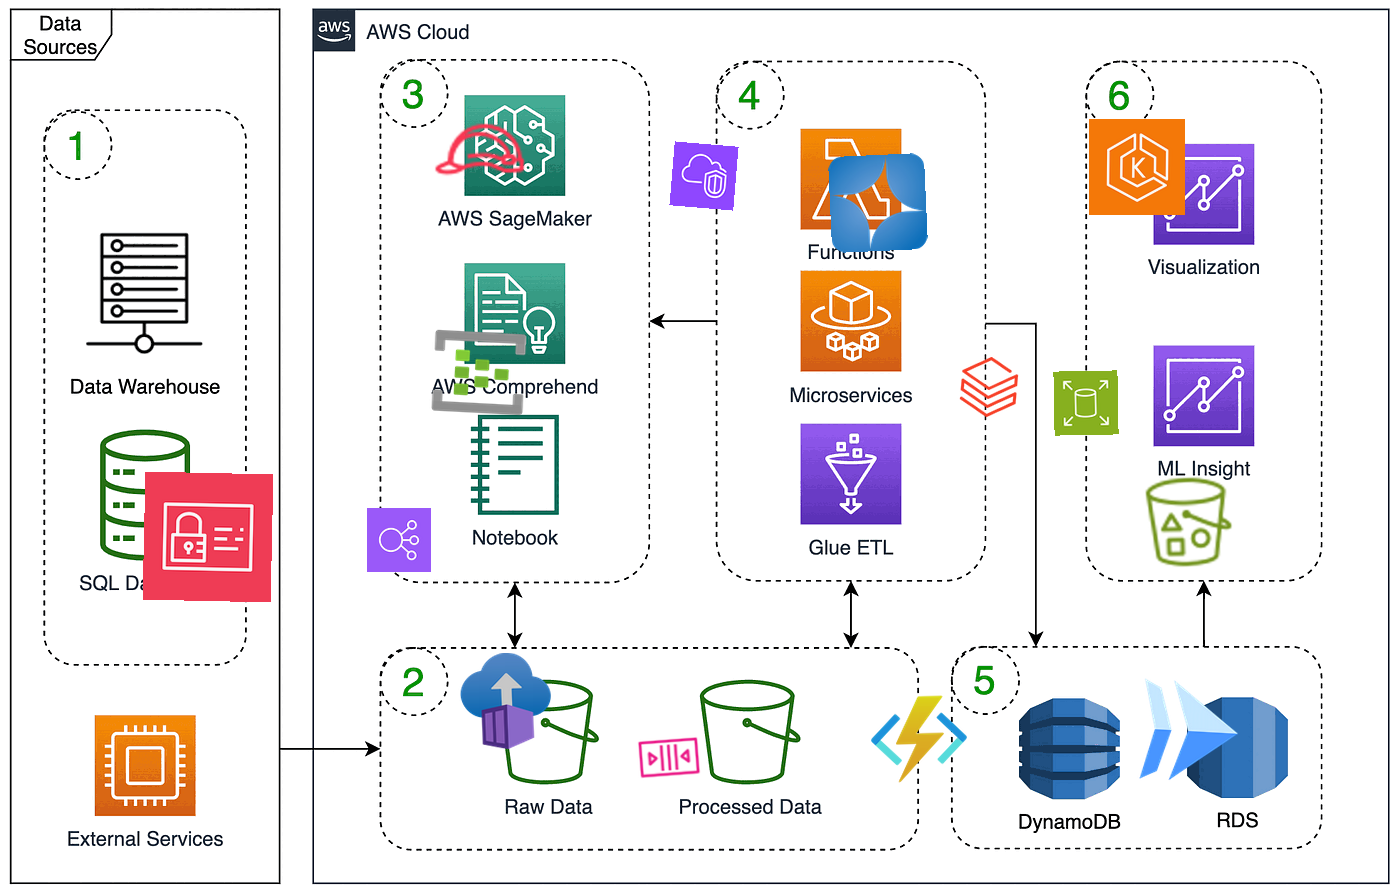 Data
Sources
1
Data Warehouse
SQL
External Services
aws
AWS Cloud
3
AWS SageMaker
AWS Comprehend
Notebook
4
Functions
Microservices
Glue ETL
6
K
Visualization
ML Insight
2
Raw Data
Processed Data
5
DynamoDB
RDS